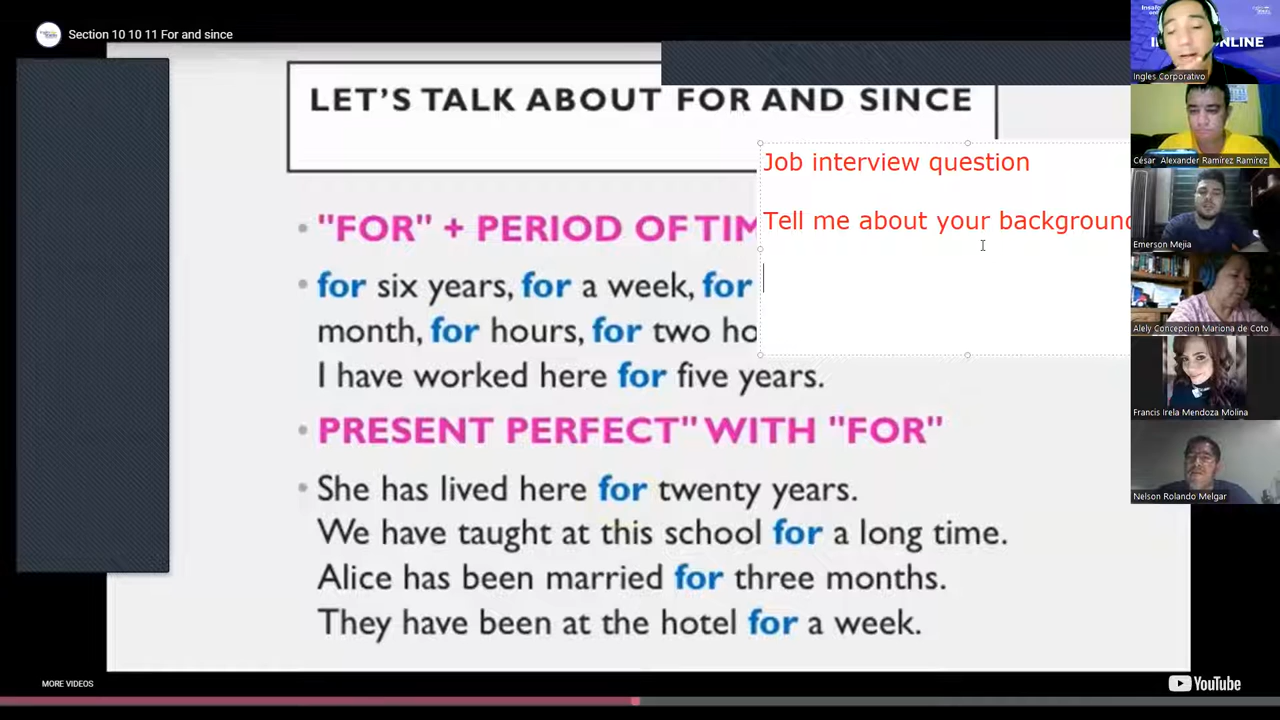 Section 10 10 11 For and since
LET'S TALK ABOUT FOR AND SINCE
Job interview question
Tell me about your background
• "FOR" + PERIOD OF TIM
• for six years, for a week, for
month, for hours, for two ho
I have worked here for five years.
• PRESENT PERFECT" WITH "FOR"
• She has lived here for twenty years.
We have taught at this school for a long time.
Alice has been married for three months.
They have been at the hotel for a week.
MORE VIDEOS
YouTube
ONLINE
Ingles Corporativo
César Alexander Ramírez Ramírez
Emerson Mejia
Alely Concepcion Mariona de Coto
Francis Irela Mendoza Molina
Nelson Rolando Melgar